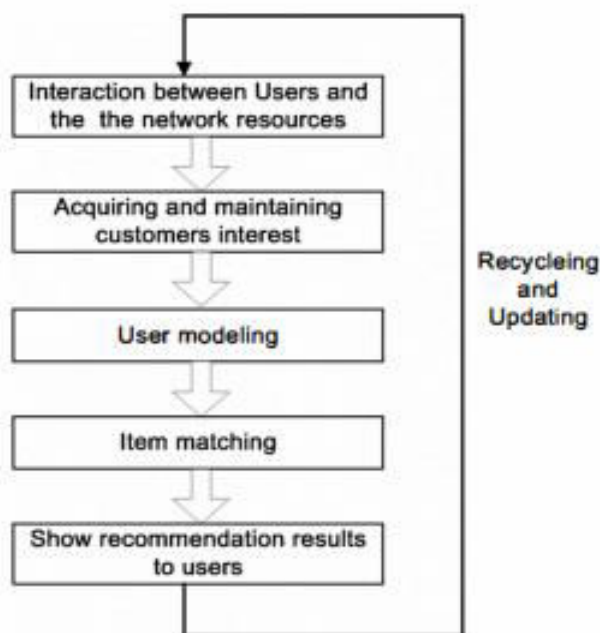 Interaction between Users and
the the network resources
Acquiring and maintaining
customers interest
User modeling
Item matching
Show recommendation results
to users
Recycleing
and
Updating